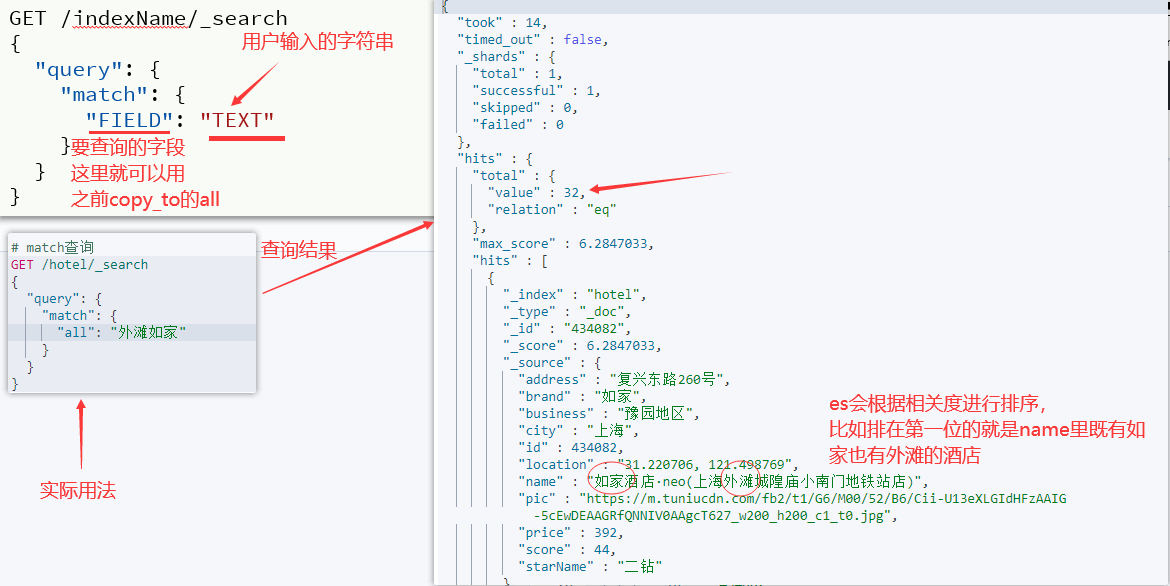 GET /indexName/_search
{
用户输入的字符串
"query": {
"match": {
"FIELD": "TEXT"
}要查询的字段
} 这里就可以用
} 之前copy_to的all
# match查询
GET /hotel/_search
{
"query": {
"match": {
"all": "外滩如家"
}
}
}
查询结果
实际用法
{
"took" : 14,
"timed_out" : false,
"_shards" : {
"total" : 1,
"successful" : 1,
"skipped" : 0,
"failed" : 0
},
"hits" : {
"total" : {
"value" : 32,
"relation" : "eq"
},
"max_score" : 6.2847033,
"hits" : [
{
"_index" : "hotel",
"_type" : "_doc",
"_id" : "434082",
"_score" : 6.2847033,
"_source" : {
"address" : "复兴东路260号",
"brand" : "如家",
"business" : "豫园地区",
"city" : "上海",
"id" : 434082,
"location" : "31.220706, 121.498769",
"name" : "如家酒店·neo(上海外滩城隍庙小南门地铁站店)",
"pic" : "https://m.tuniucdn.com/fb2/t1/G6/M00/52/B6/Cii-U13eXLGIdHFzAAIG
-5cEwDEAAGRfQNNIV0AAgcT627_w200_h200_c1_t0.jpg",
"price" : 392,
"score" : 44,
"starName" : "二钻"
}
es会根据相关度进行排序，
比如排在第一位的就是name里既有如
家也有外滩的酒店